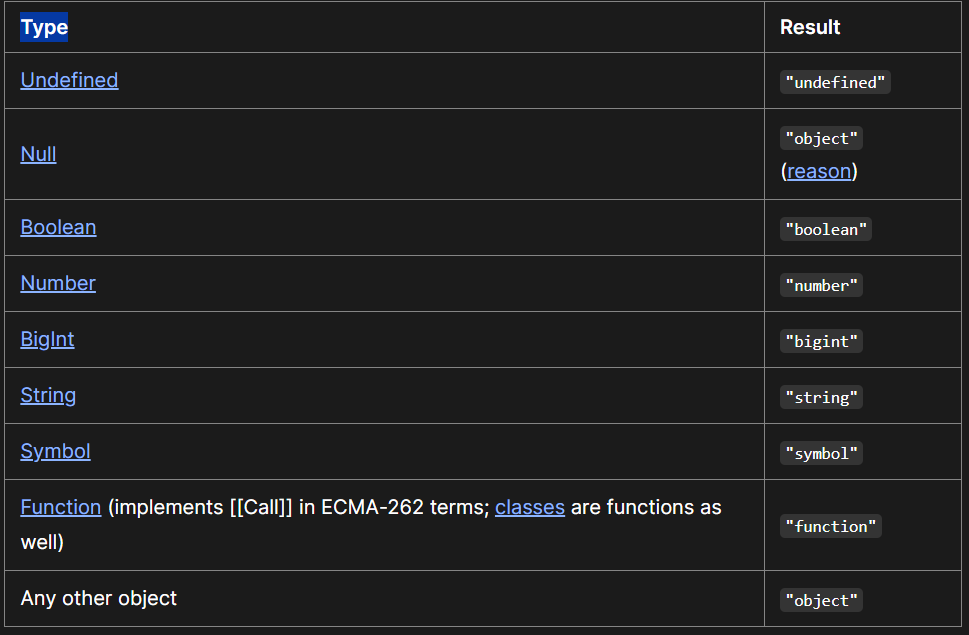 Type Result
Undefined "undefined"
Null "object"
(reason)
Boolean "boolean"
Number "number"
BigInt "bigint"
String "string"
Symbol "symbol"
Function (implements [[Call]] in ECMA-262 terms; classes are functions as
well) "function"
Any other object "object"